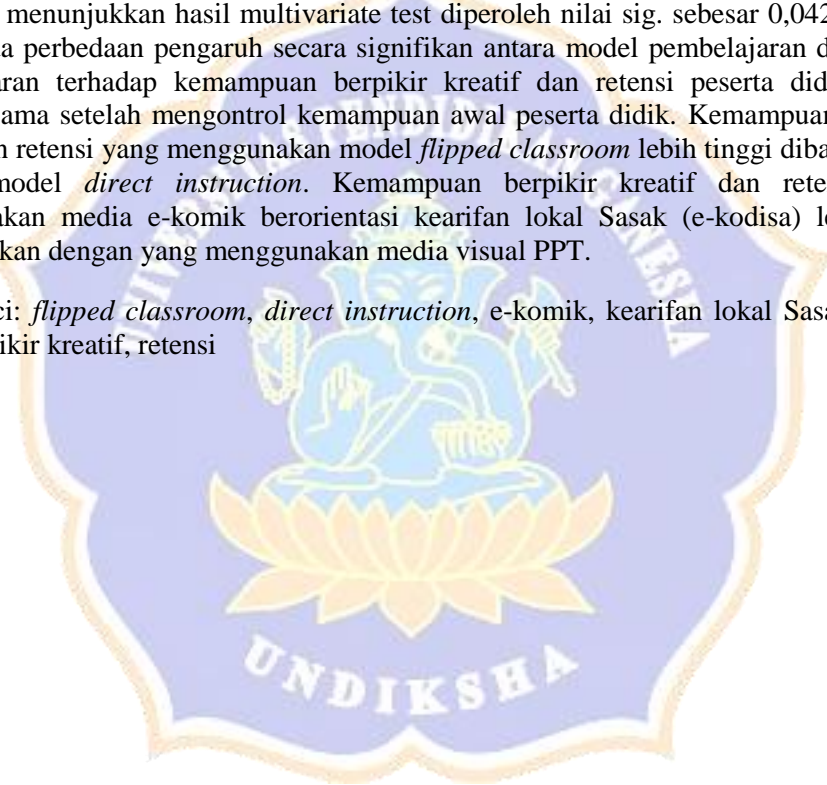 menunjukkan hasil multivariate test diperoleh nilai sig. sebesar 0,042
a perbedaan pengaruh secara signifikan antara model pembelajaran d
aran terhadap kemampuan berpikir kreatif dan retensi peserta did
ama setelah mengontrol kemampuan awal peserta didik. Kemampuan
n retensi yang menggunakan model flipped classroom lebih tinggi diba
model direct instruction. Kemampuan berpikir kreatif dan rete
akan media e-komik berorientasi kearifan lokal Sasak (e-kodisa) l
kan dengan yang menggunakan media visual PPT.
ci: flipped classroom, direct instruction, e-komik, kearifan lokal Sasa
ikir kreatif, retensi
UNIVERSITAS PENDIDIKAN GANESHA
UNDIKSHA